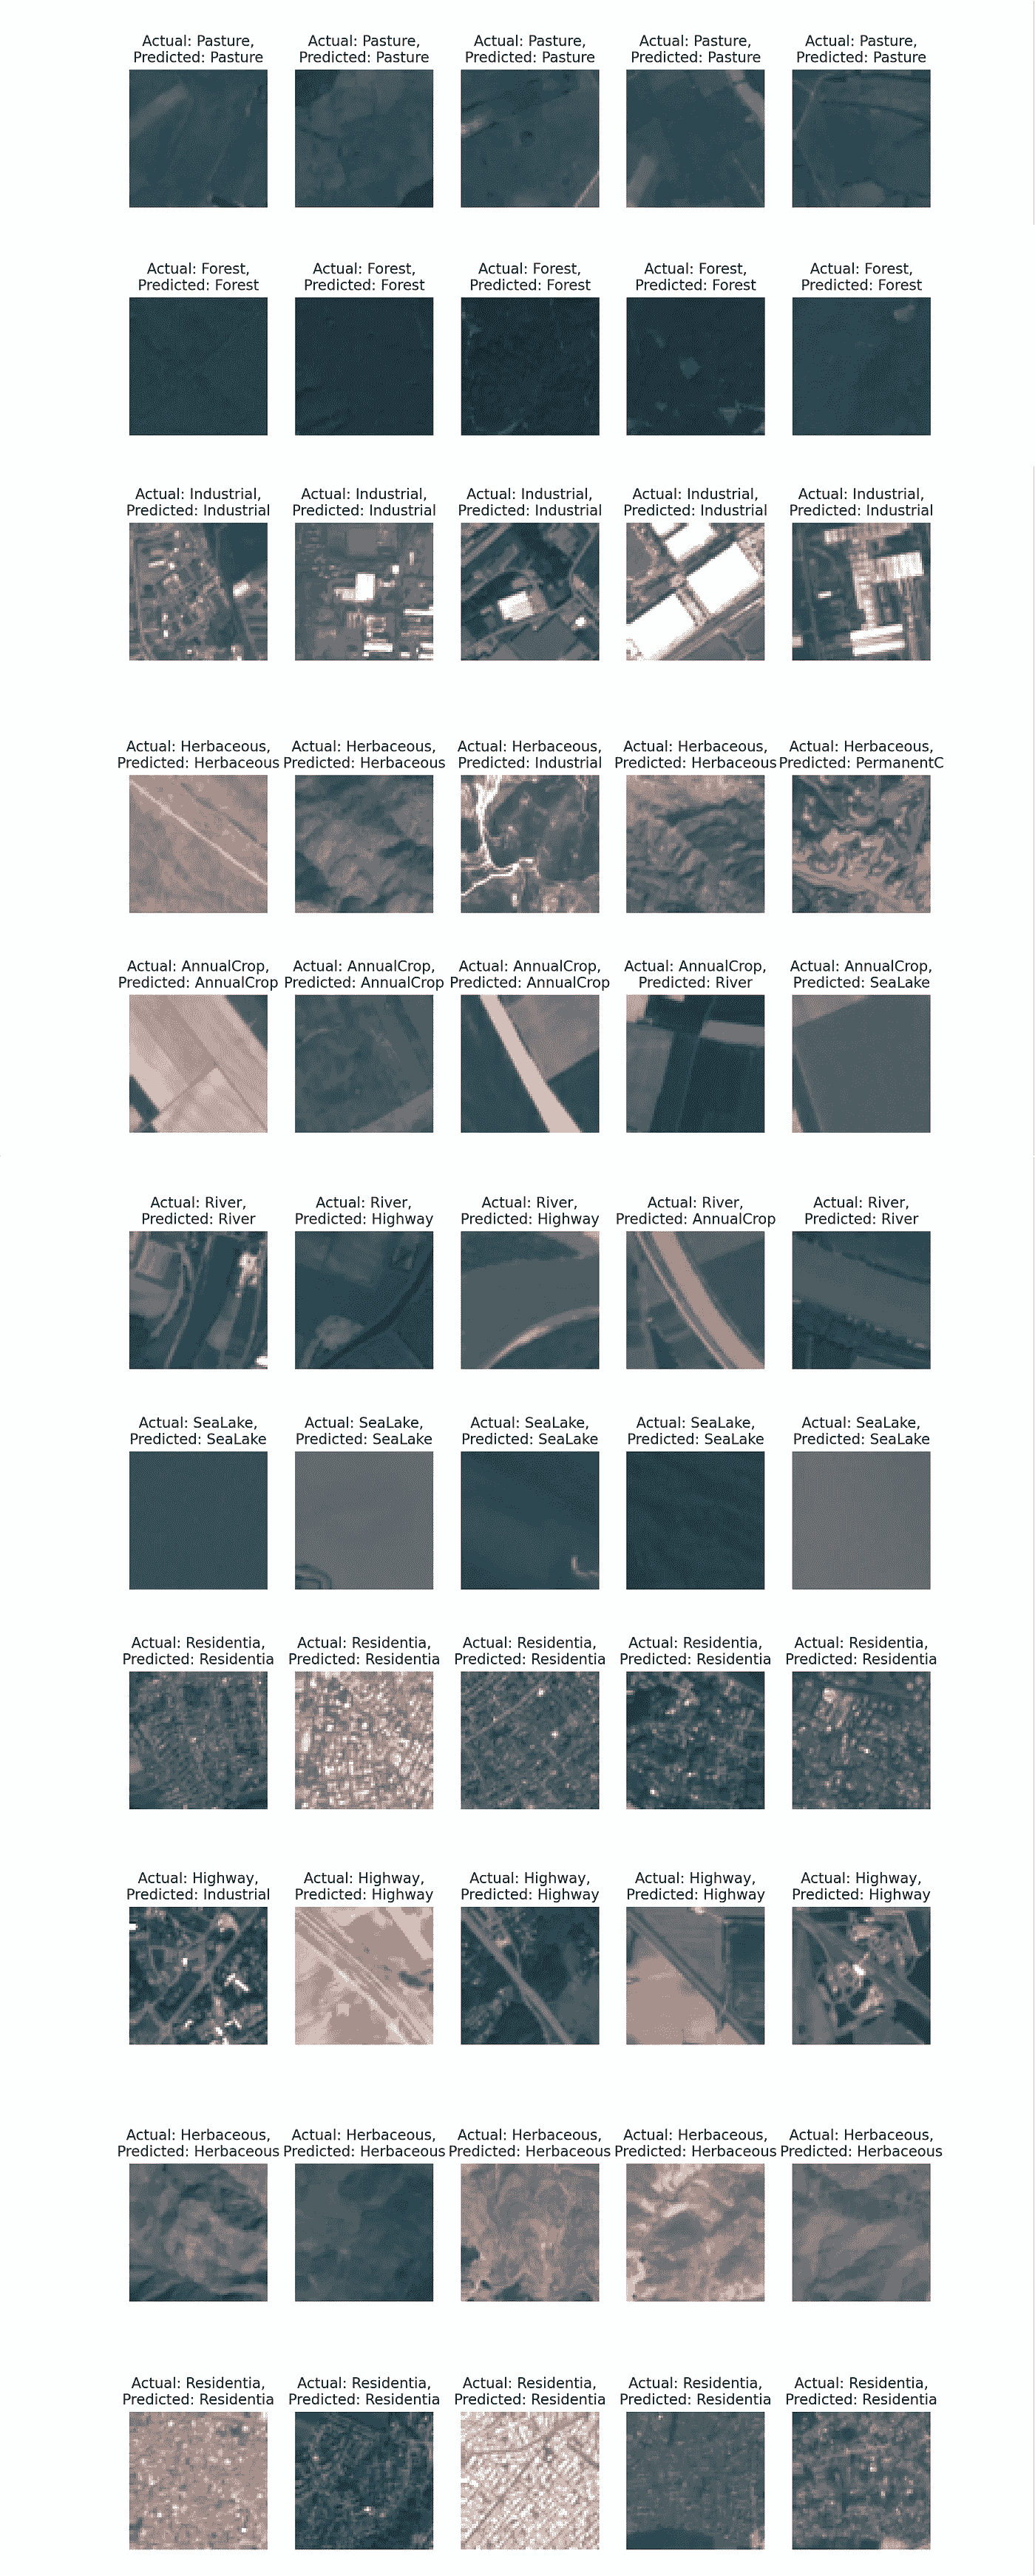 Actual: Pasture,
Predicted: Pasture
Actual: Pasture,
Predicted: Pasture
Actual: Pasture,
Predicted: Pasture
Actual: Pasture,
Predicted: Pasture
Actual: Pasture,
Predicted: Pasture
Actual: Forest,
Predicted: Forest
Actual: Forest,
Predicted: Forest
Actual: Forest,
Predicted: Forest
Actual: Forest,
Predicted: Forest
Actual: Forest,
Predicted: Forest
Actual: Industrial,
Predicted: Industrial
Actual: Industrial,
Predicted: Industrial
Actual: Industrial,
Predicted: Industrial
Actual: Industrial,
Predicted: Industrial
Actual: Industrial,
Predicted: Industrial
Actual: Herbaceous,
Predicted: Herbaceous
Actual: Herbaceous,
Predicted: Herbaceous
Actual: Herbaceous,
Predicted: Industrial
Actual: Herbaceous,
Predicted: Herbaceous
Actual: Herbaceous,
Predicted: PermanentC
Actual: AnnualCrop,
Predicted: AnnualCrop
Actual: AnnualCrop,
Predicted: AnnualCrop
Actual: AnnualCrop,
Predicted: AnnualCrop
Actual: AnnualCrop,
Predicted: River
Actual: AnnualCrop,
Predicted: SeaLake
Actual: River,
Predicted: River
Actual: River,
Predicted: Highway
Actual: River,
Predicted: Highway
Actual: River,
Predicted: AnnualCrop
Actual: River,
Predicted: River
Actual: SeaLake,
Predicted: SeaLake
Actual: SeaLake,
Predicted: SeaLake
Actual: SeaLake,
Predicted: SeaLake
Actual: SeaLake,
Predicted: SeaLake
Actual: SeaLake,
Predicted: SeaLake
Actual: Residentia,
Predicted: Residentia
Actual: Residentia,
Predicted: Residentia
Actual: Residentia,
Predicted: Residentia
Actual: Residentia,
Predicted: Residentia
Actual: Residentia,
Predicted: Residentia
Actual: Highway,
Predicted: Industrial
Actual: Highway,
Predicted: Highway
Actual: Highway,
Predicted: Highway
Actual: Highway,
Predicted: Highway
Actual: Highway,
Predicted: Highway
Actual: Herbaceous,
Predicted: Herbaceous
Actual: Herbaceous,
Predicted: Herbaceous
Actual: Herbaceous,
Predicted: Herbaceous
Actual: Herbaceous,
Predicted: Herbaceous
Actual: Herbaceous,
Predicted: Herbaceous
Actual: Residentia,
Predicted: Residentia
Actual: Residentia,
Predicted: Residentia
Actual: Residentia,
Predicted: Residentia
Actual: Residentia,
Predicted: Residentia
Actual: Residentia,
Predicted: Residentia